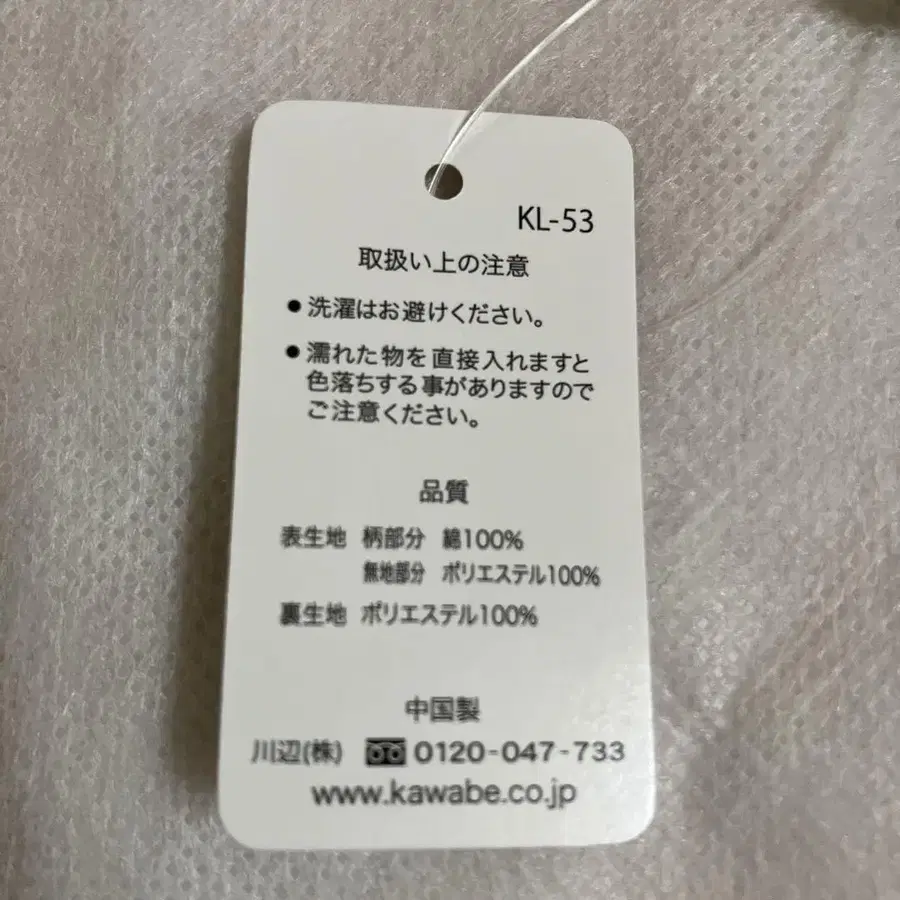 KL-53
取扱い上の注意
●洗濯はお避けください。
●濡れた物を直接入れますと
色落ちする事がありますので
ご注意ください。
品質
表生地 柄部分 綿100%
無地部分 ポリエステル100%
裏生地 ポリエステル100%
中国製
川辺(株) 0120-047-733
www.kawabe.co.jp